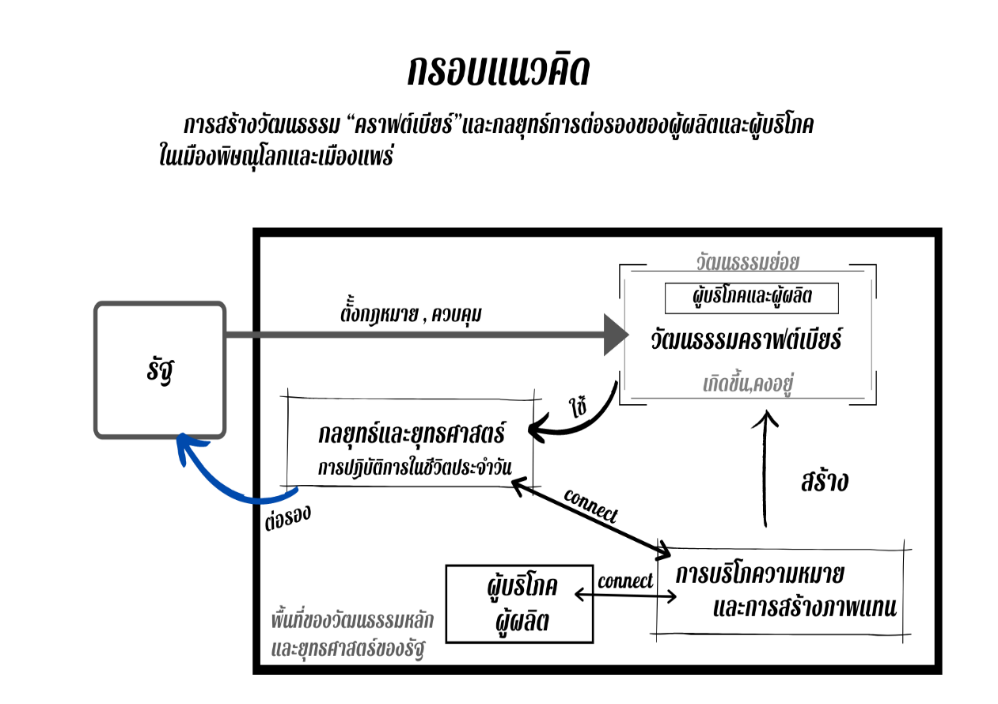 กรอบแนวคิด
การสร้างวัฒนธรรม “คราฟต์เบียร์”และกลยุทธ์การต่อรองของผู้ผลิตและผู้บริโภค
ในเมืองพิษณุโลกและเมืองแพร่
วัฒนธรรมย่อย
ผู้บริโภคและผู้ผลิต
วัฒนธรรมคราฟต์เบียร์
เกิดขึ้น,คงอยู่
ตั้งกฎหมาย , ควบคุม
รัฐ
ใช้
กลยุทธ์และยุทธศาสตร์
การปฏิบัติการในชีวิตประจำวัน
ต่อรอง
สร้าง
connect
การบริโภความหมาย
และการสร้างภาพแทน
connect
ผู้บริโภค
ผู้ผลิต
พื้นที่ของวัฒนธรรมหลัก
และยุทธศาสตร์ของรัฐ